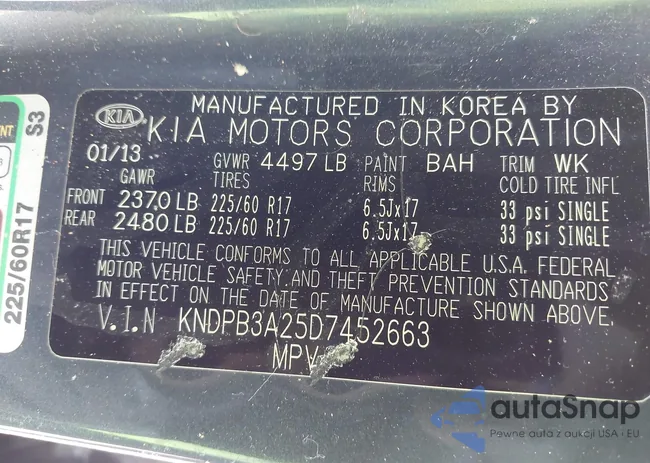 KIA
MANUFACTURED IN KOREA BY
KIA MOTORS CORPORATION
01/13 GVWR 4497 LB PAINT BAH TRIM WK
GAWR TIRES RIMS COLD TIRE INFL
FRONT 2370 LB 225/60 R17 6.5Jx17 33 psi SINGLE
REAR 2480 LB 225/60 R17 6.5Jx17 33 psi SINGLE
THIS VEHICLE CONFORMS TO ALL APPLICABLE U.S.A. FEDERAL
MOTOR VEHICLE SAFETY AND THEFT PREVENTION STANDARDS
IN EFFECT ON THE DATE OF MANUFACTURE SHOWN ABOVE.
V.I.N KNDPB3A25D7452663
MPV
S3
225/60R17
autaSnap
Pewne auta z aukcji USA i EU